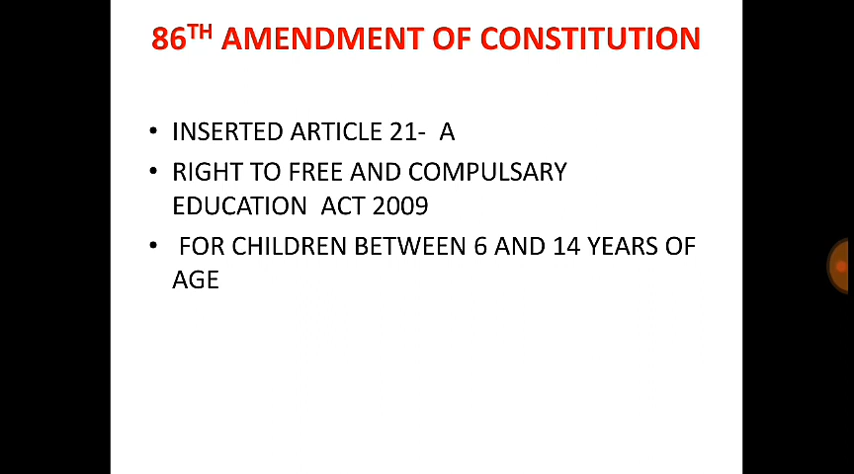 86TH AMENDMENT OF CONSTITUTION
• INSERTED ARTICLE 21- A
• RIGHT TO FREE AND COMPULSARY
EDUCATION ACT 2009
• FOR CHILDREN BETWEEN 6 AND 14 YEARS OF
AGE